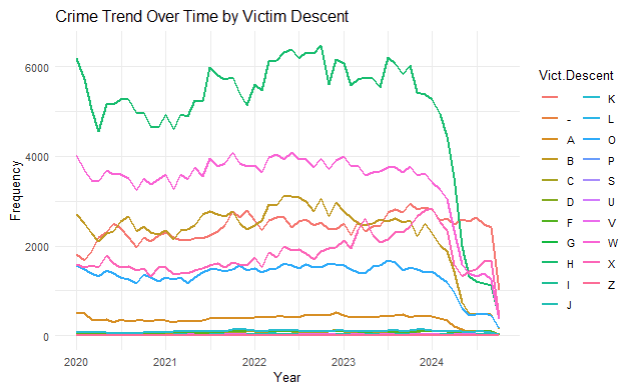 Crime Trend Over Time by Victim Descent
Frequency
6000
4000
2000
0
2020
2021
2022
2023
2024
Year
Vict.Descent
-
A
B
C
D
F
G
H
I
J
K
L
O
P
S
U
V
W
X
Z